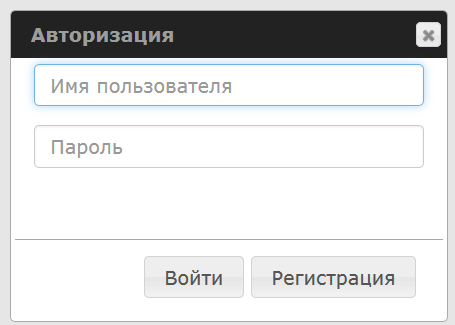 Авторизация
Имя пользователя
Пароль
Войти Регистрация